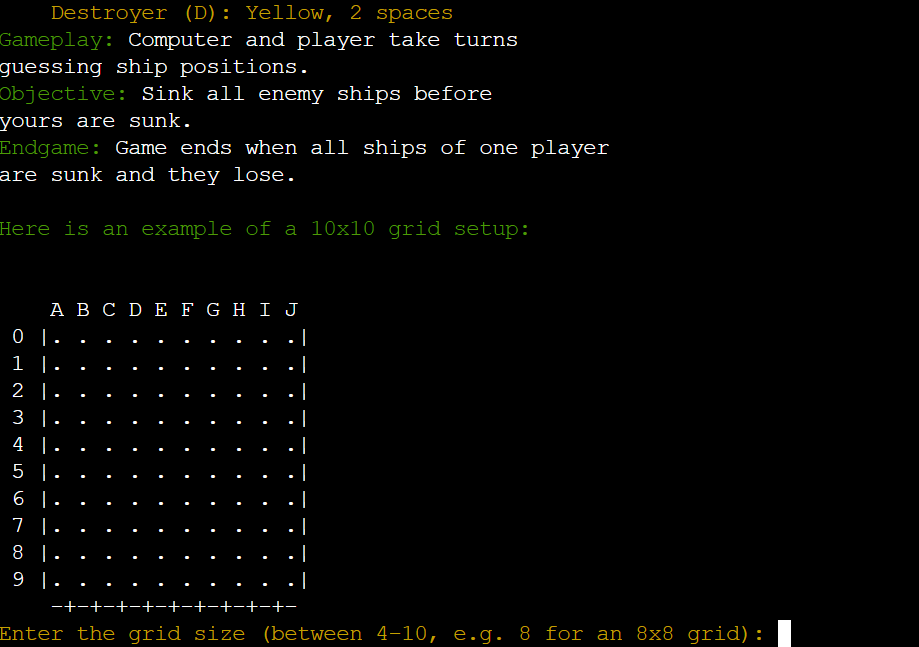 Destroyer (D): Yellow, 2 spaces
Gameplay: Computer and player take turns
guessing ship positions.
Objective: Sink all enemy ships before
yours are sunk.
Endgame: Game ends when all ships of one player
are sunk and they lose.
Here is an example of a 10x10 grid setup:
A B C D E F G H I J
0 |. . . . . . . . . .|
1 |. . . . . . . . . .|
2 |. . . . . . . . . .|
3 |. . . . . . . . . .|
4 |. . . . . . . . . .|
5 |. . . . . . . . . .|
6 |. . . . . . . . . .|
7 |. . . . . . . . . .|
8 |. . . . . . . . . .|
9 |. . . . . . . . . .|
-+-+-+-+-+-+-+-+-+-
Enter the grid size (between 4-10, e.g. 8 for an 8x8 grid):